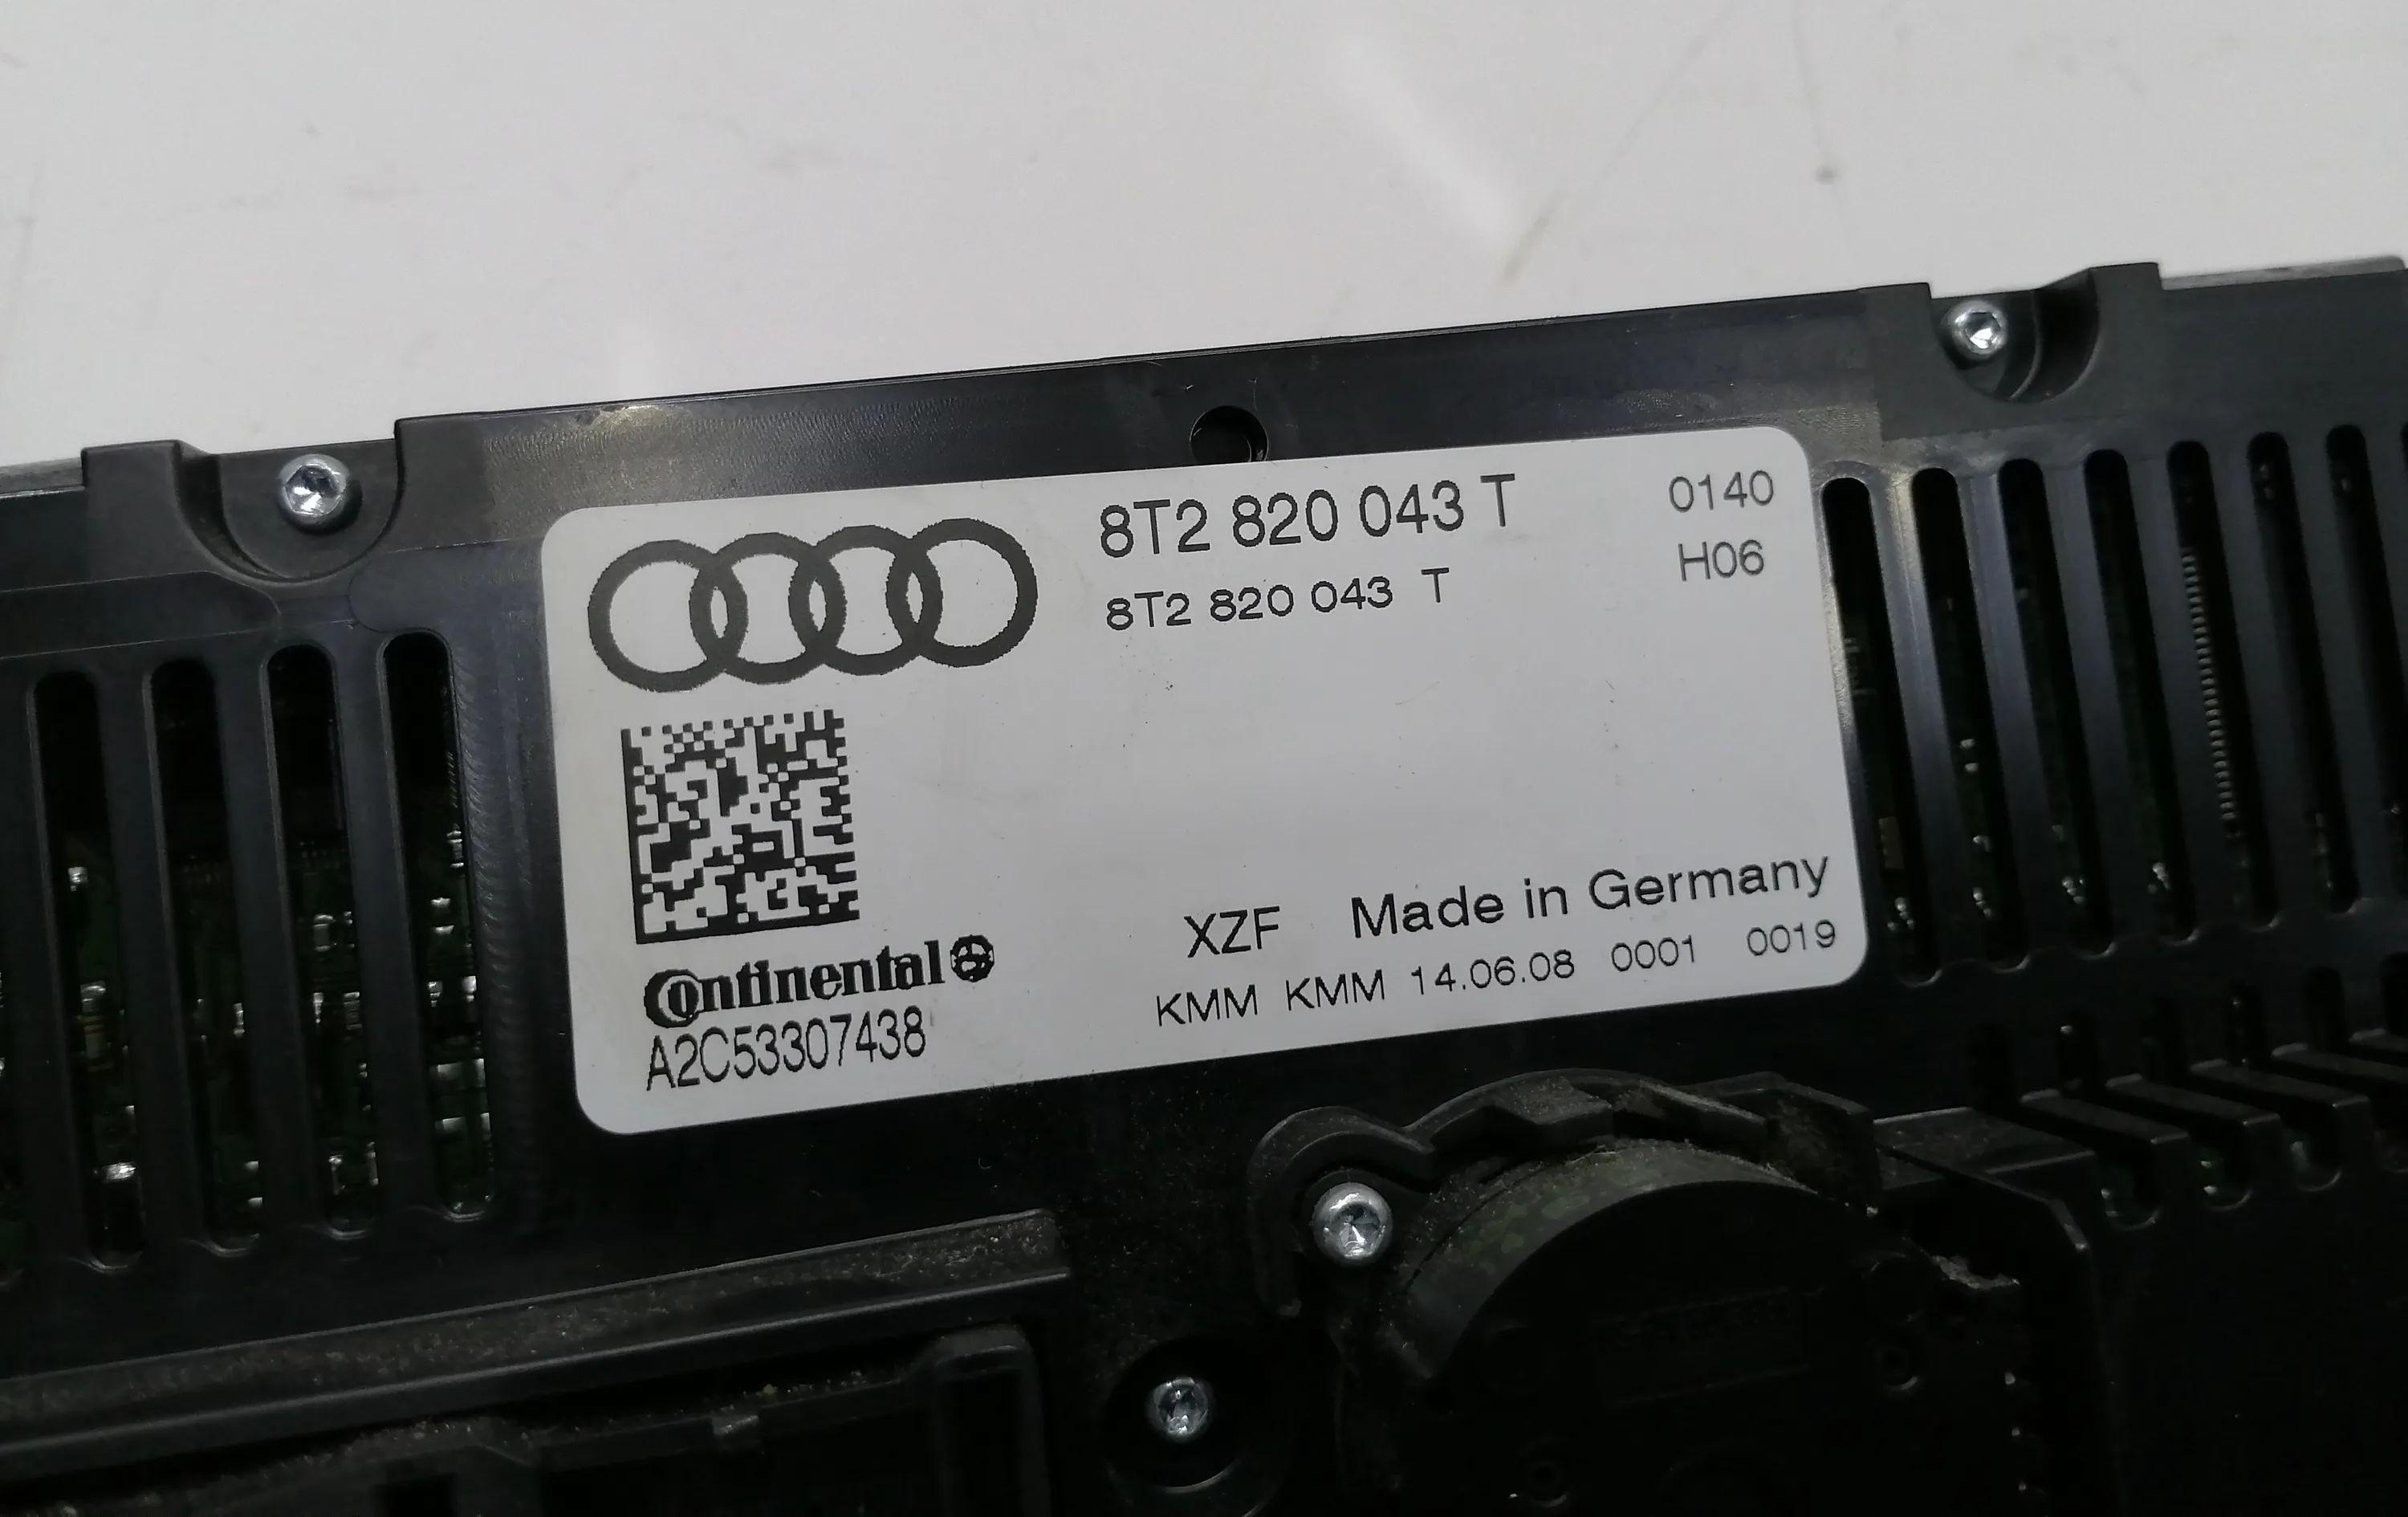 8T2 820 043 T 0140
8T2 820 043 T H06
Continental
A2C53307438
XZF Made in Germany
KMM KMM 14.06.08 0001 0019